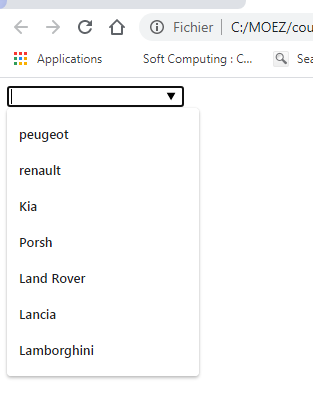 Fichier C:/MOEZ/cou
Applications Soft Computing : C... Sea
peugeot
renault
Kia
Porsh
Land Rover
Lancia
Lamborghini